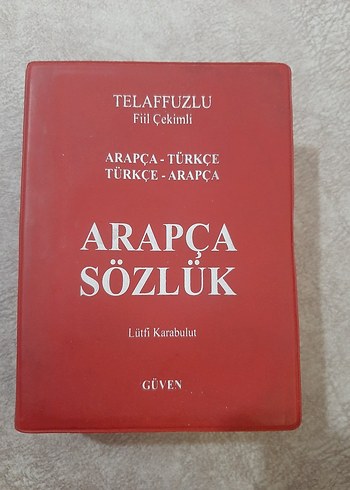 TELAFFUZLU
Fiil Çekimli
ARAPÇA - TÜRKÇE
TÜRKÇE - ARAPÇA
ARAPÇA
SÖZLÜK
Lütfi Karabulut
GÜVEN